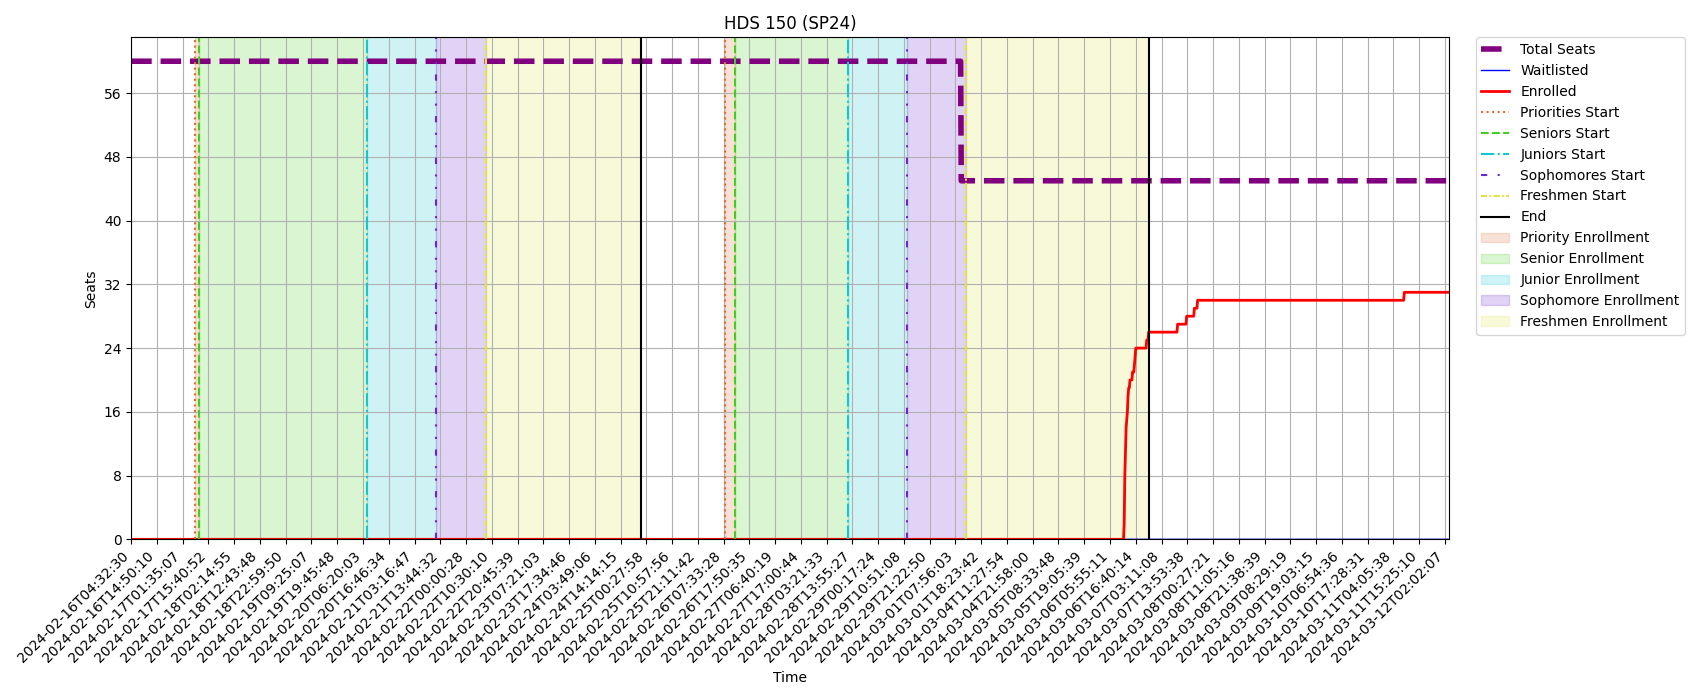 HDS 150 (SP24)
Seats
56
48
40
32
24
16
8
0
2024-02-16T04:32:30
2024-02-16T14:50:10
2024-02-17T01:35:07
2024-02-17T15:40:52
2024-02-18T02:14:55
2024-02-18T12:43:48
2024-02-18T22:59:50
2024-02-19T09:25:07
2024-02-19T19:45:48
2024-02-20T06:20:03
2024-02-20T16:46:34
2024-02-21T03:16:47
2024-02-21T13:44:32
2024-02-22T00:00:28
2024-02-22T10:30:10
2024-02-22T20:45:39
2024-02-23T07:21:03
2024-02-23T17:34:46
2024-02-24T03:49:06
2024-02-24T14:14:15
2024-02-25T00:27:58
2024-02-25T10:57:56
2024-02-25T21:11:42
2024-02-26T07:33:28
2024-02-26T17:50:35
2024-02-27T06:40:19
2024-02-27T17:00:44
2024-02-28T03:21:33
2024-02-28T13:55:27
2024-02-29T00:17:24
2024-02-29T10:51:08
2024-02-29T21:22:50
2024-03-01T07:56:03
2024-03-01T18:23:42
2024-03-04T11:27:54
2024-03-04T21:58:00
2024-03-05T08:33:48
2024-03-05T19:05:39
2024-03-06T05:55:11
2024-03-06T16:40:14
2024-03-07T03:11:08
2024-03-07T13:53:38
2024-03-08T00:27:21
2024-03-08T11:05:16
2024-03-08T21:38:39
2024-03-09T08:29:19
2024-03-09T19:03:15
2024-03-10T06:54:36
2024-03-10T17:28:31
2024-03-11T04:05:38
2024-03-11T15:25:10
2024-03-12T02:02:07
Time
Total Seats
Waitlisted
Enrolled
Priorities Start
Seniors Start
Juniors Start
Sophomores Start
Freshmen Start
End
Priority Enrollment
Senior Enrollment
Junior Enrollment
Sophomore Enrollment
Freshmen Enrollment